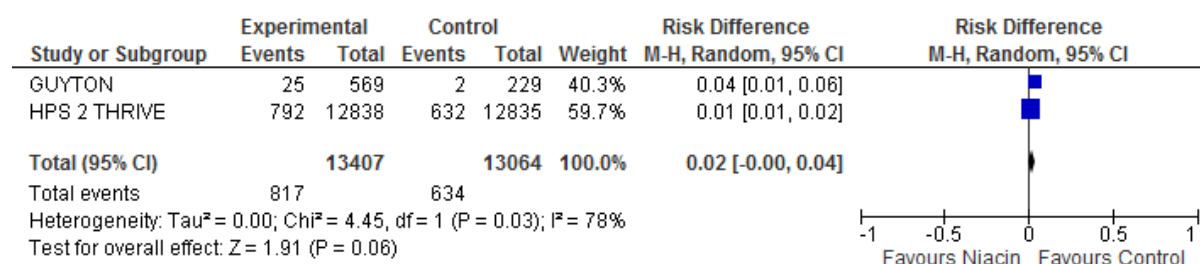 Experimental Control Risk Difference Risk Difference
Study or Subgroup Events Total Events Total Weight M-H, Random, 95% CI M-H, Random, 95% CI
GUYTON 25 569 2 229 40.3% 0.04 [0.01, 0.06]
HPS 2 THRIVE 792 12838 632 12835 59.7% 0.01 [0.01, 0.02]
Total (95% CI) 13407 13064 100.0% 0.02 [-0.00, 0.04]
Total events 817 634
Heterogeneity: Tau² = 0.00; Chi² = 4.45, df = 1 (P = 0.03); I² = 78%
Test for overall effect: Z = 1.91 (P = 0.06)
-1 -0.5 0 0.5 1
Favours Niacin Favours Control